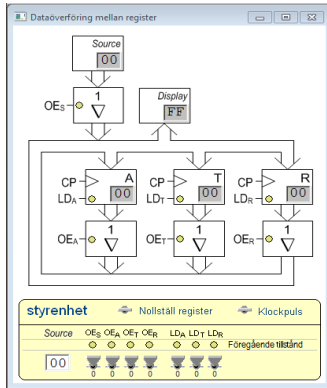 Dataöverföring mellan register
Source
00
1
OES
Display
FF
A
CP
00
LDA
T
CP
00
LDT
R
CP
00
LDR
1
OEA
1
OET
1
OER
styrenhet Nollställ register Klockpuls
Source OES OEA OET OER LDA LDT LDR
Föregående tillstånd
00
0 0 0 0 0 0 0